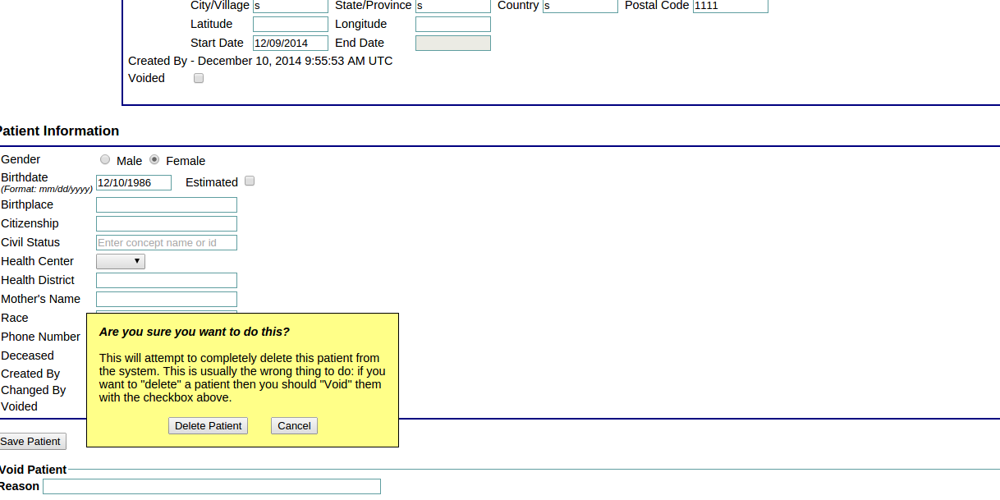 City/Village s State/Province s Country s Postal Code 1111
Latitude Longitude
Start Date 12/09/2014 End Date
Created By - December 10, 2014 9:55:53 AM UTC
Voided
Patient Information
Gender Male Female
Birthdate 12/10/1986 Estimated
(Format: mm/dd/yyyy)
Birthplace
Citizenship
Civil Status Enter concept name or id
Health Center
Health District
Mother's Name
Race
Phone Number
Deceased
Created By
Changed By
Voided
Are you sure you want to do this?
This will attempt to completely delete this patient from
the system. This is usually the wrong thing to do: if you
want to "delete" a patient then you should "Void" them
with the checkbox above.
Delete Patient Cancel
Save Patient
Void Patient
Reason